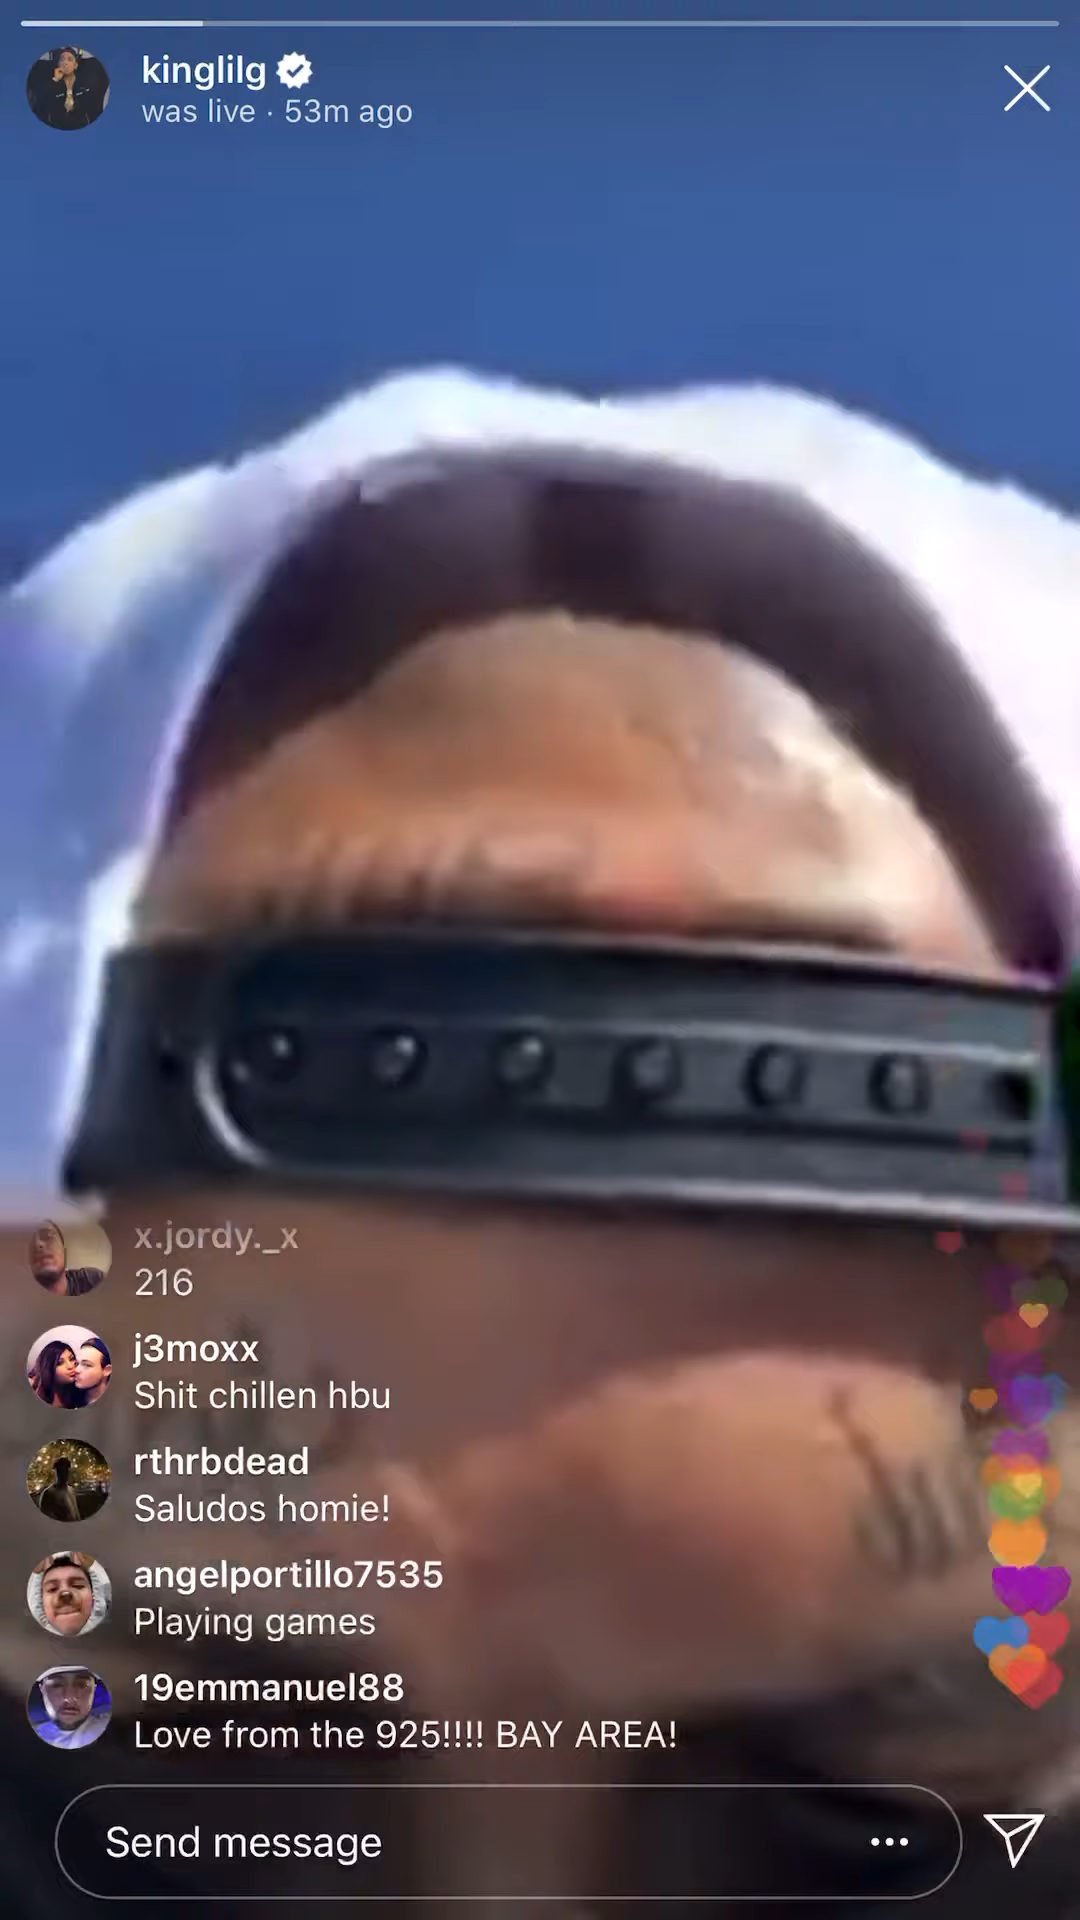 kinglilg
was live · 53m ago
x.jordy._x
216
j3moxx
Shit chillen hbu
rthrbdead
Saludos homie!
angelportillo7535
Playing games
19emmanuel88
Love from the 925!!!! BAY AREA!
Send message